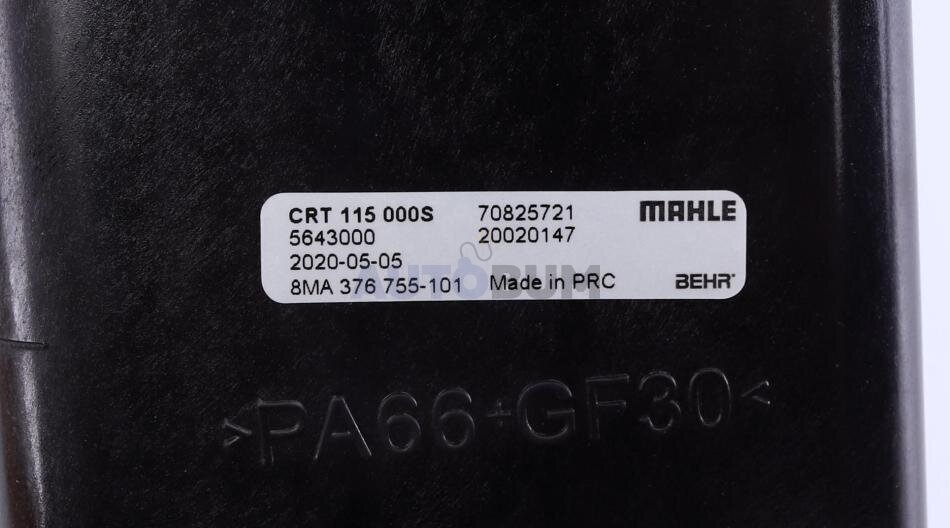 CRT 115 000S 70825721 MAHLE
5643000 20020147
2020-05-05
8MA 376 755-101 Made in PRC BEHR®
AUTOBUM
>PA66+GF30<